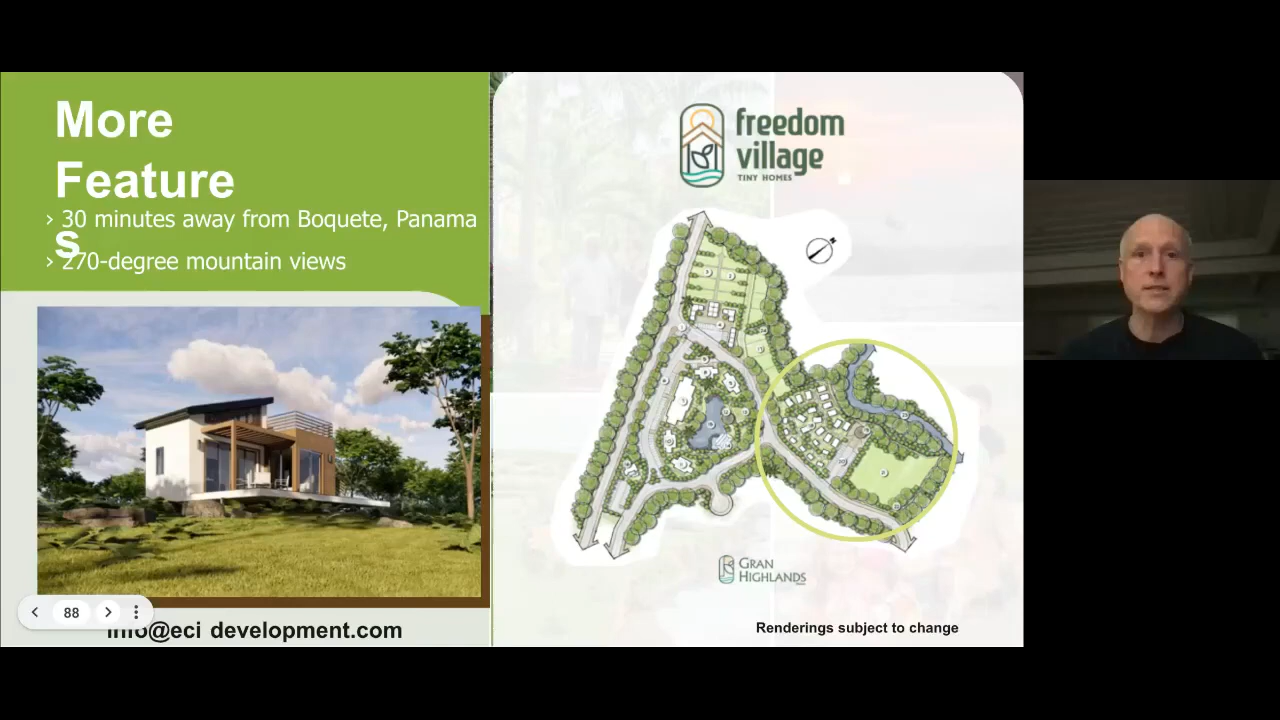 More
Feature
s
› 30 minutes away from Boquete, Panama
› 270-degree mountain views
88
info@eci development.com
freedom
village
TINY HOMES
GRAN
HIGHLANDS
Renderings subject to change